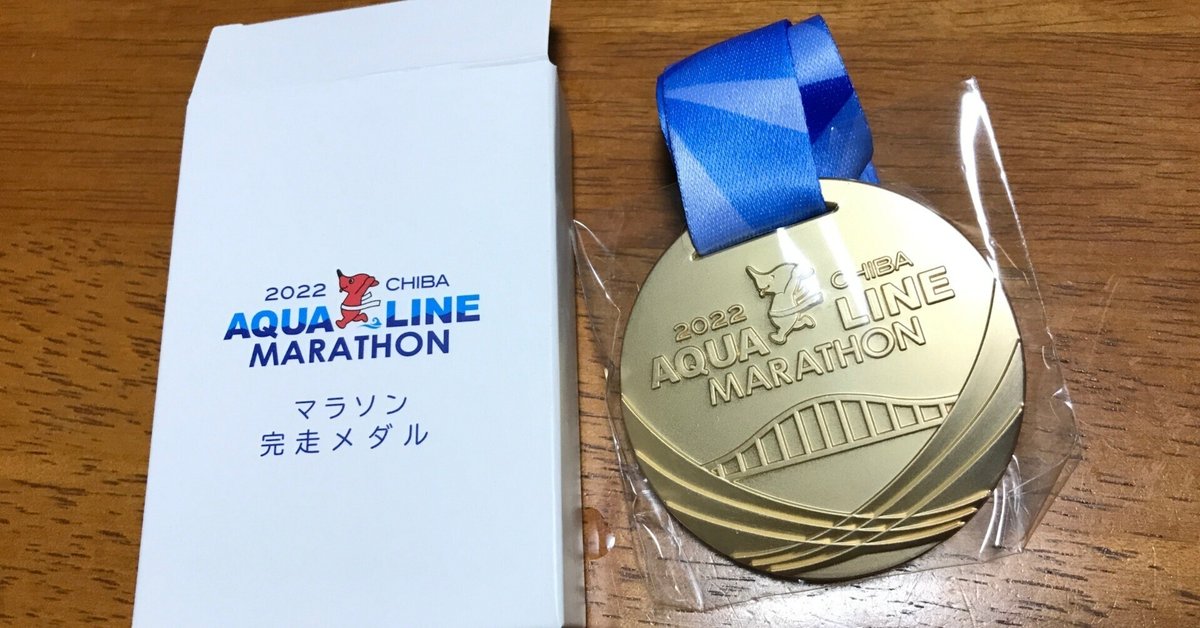 2022 CHIBA
AQUA LINE
MARATHON
マラソン
完走メダル
2022 CHIBA
AQUA LINE
MARATHON